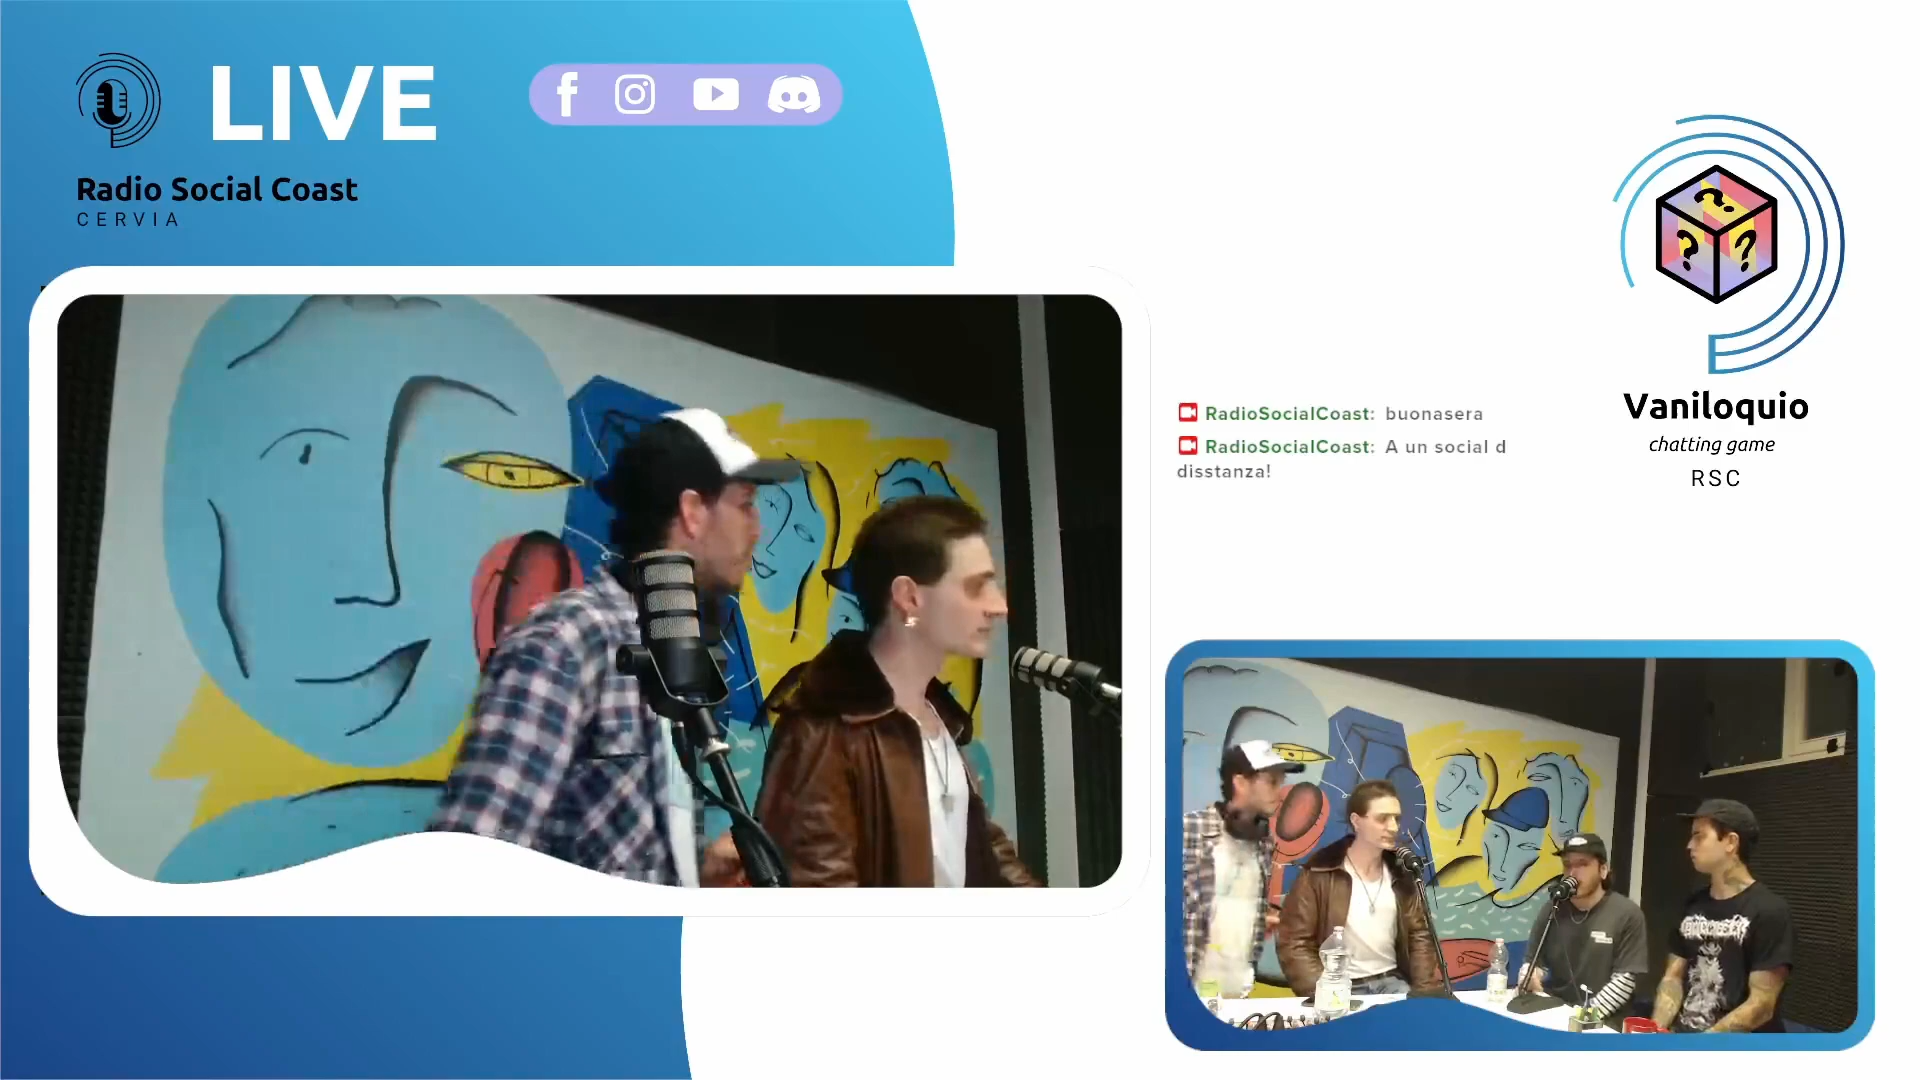 LIVE
Radio Social Coast
CERVIA
RadioSocialCoast: buonasera
RadioSocialCoast: A un social d
disstanza!
Vaniloquio
chatting game
RSC
? ? ?